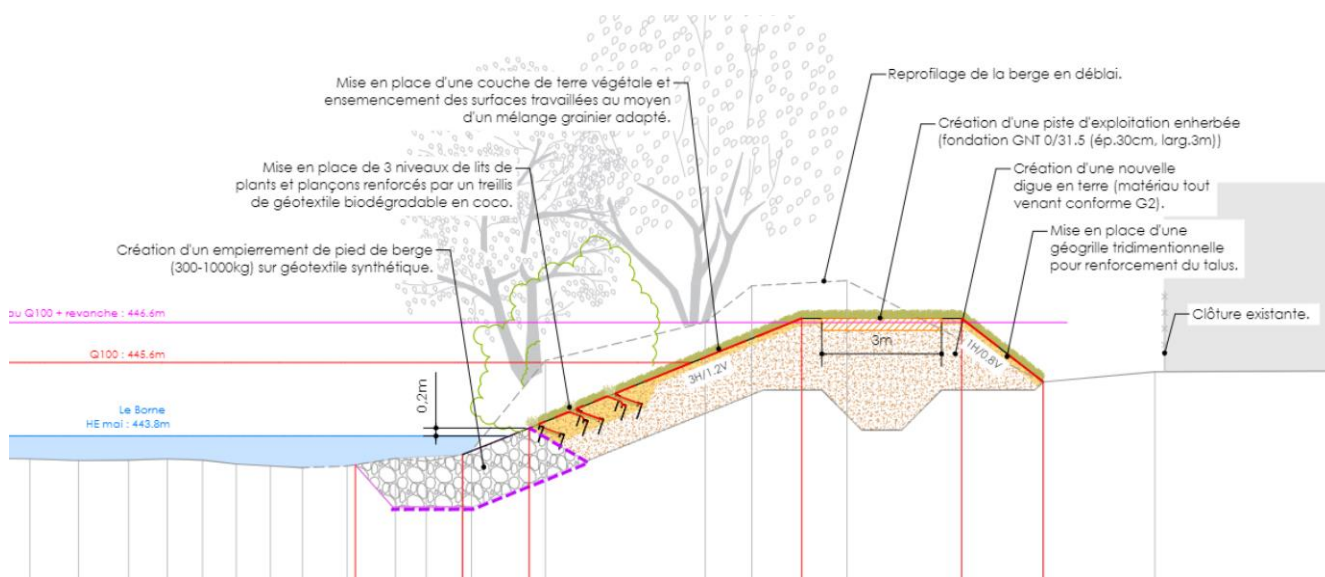 Mise en place d'une couche de terre végétale et
ensemencement des surfaces travaillées au moyen
d'un mélange grainier adapté.
Reprofilage de la berge en déblai.
Création d'une piste d'exploitation enherbée
(fondation GNT 0/31.5 (ép.30cm, larg.3m))
Mise en place de 3 niveaux de lits de
plants et plançons renforcés par un treillis
de géotextile biodégradable en coco.
Création d'une nouvelle
digue en terre (matériau tout
venant conforme G2).
Création d'un empierrement de pied de berge
(300-1000kg) sur géotextile synthétique.
Mise en place d'une
géogrille tridimentionnelle
pour renforcement du talus.
Clôture existante.
au Q100 + revanche : 446.6m
Q100 : 445.6m
3m
1H/0.8V
3H/1.2V
0,2m
Le Borne
HE mai : 443.8m